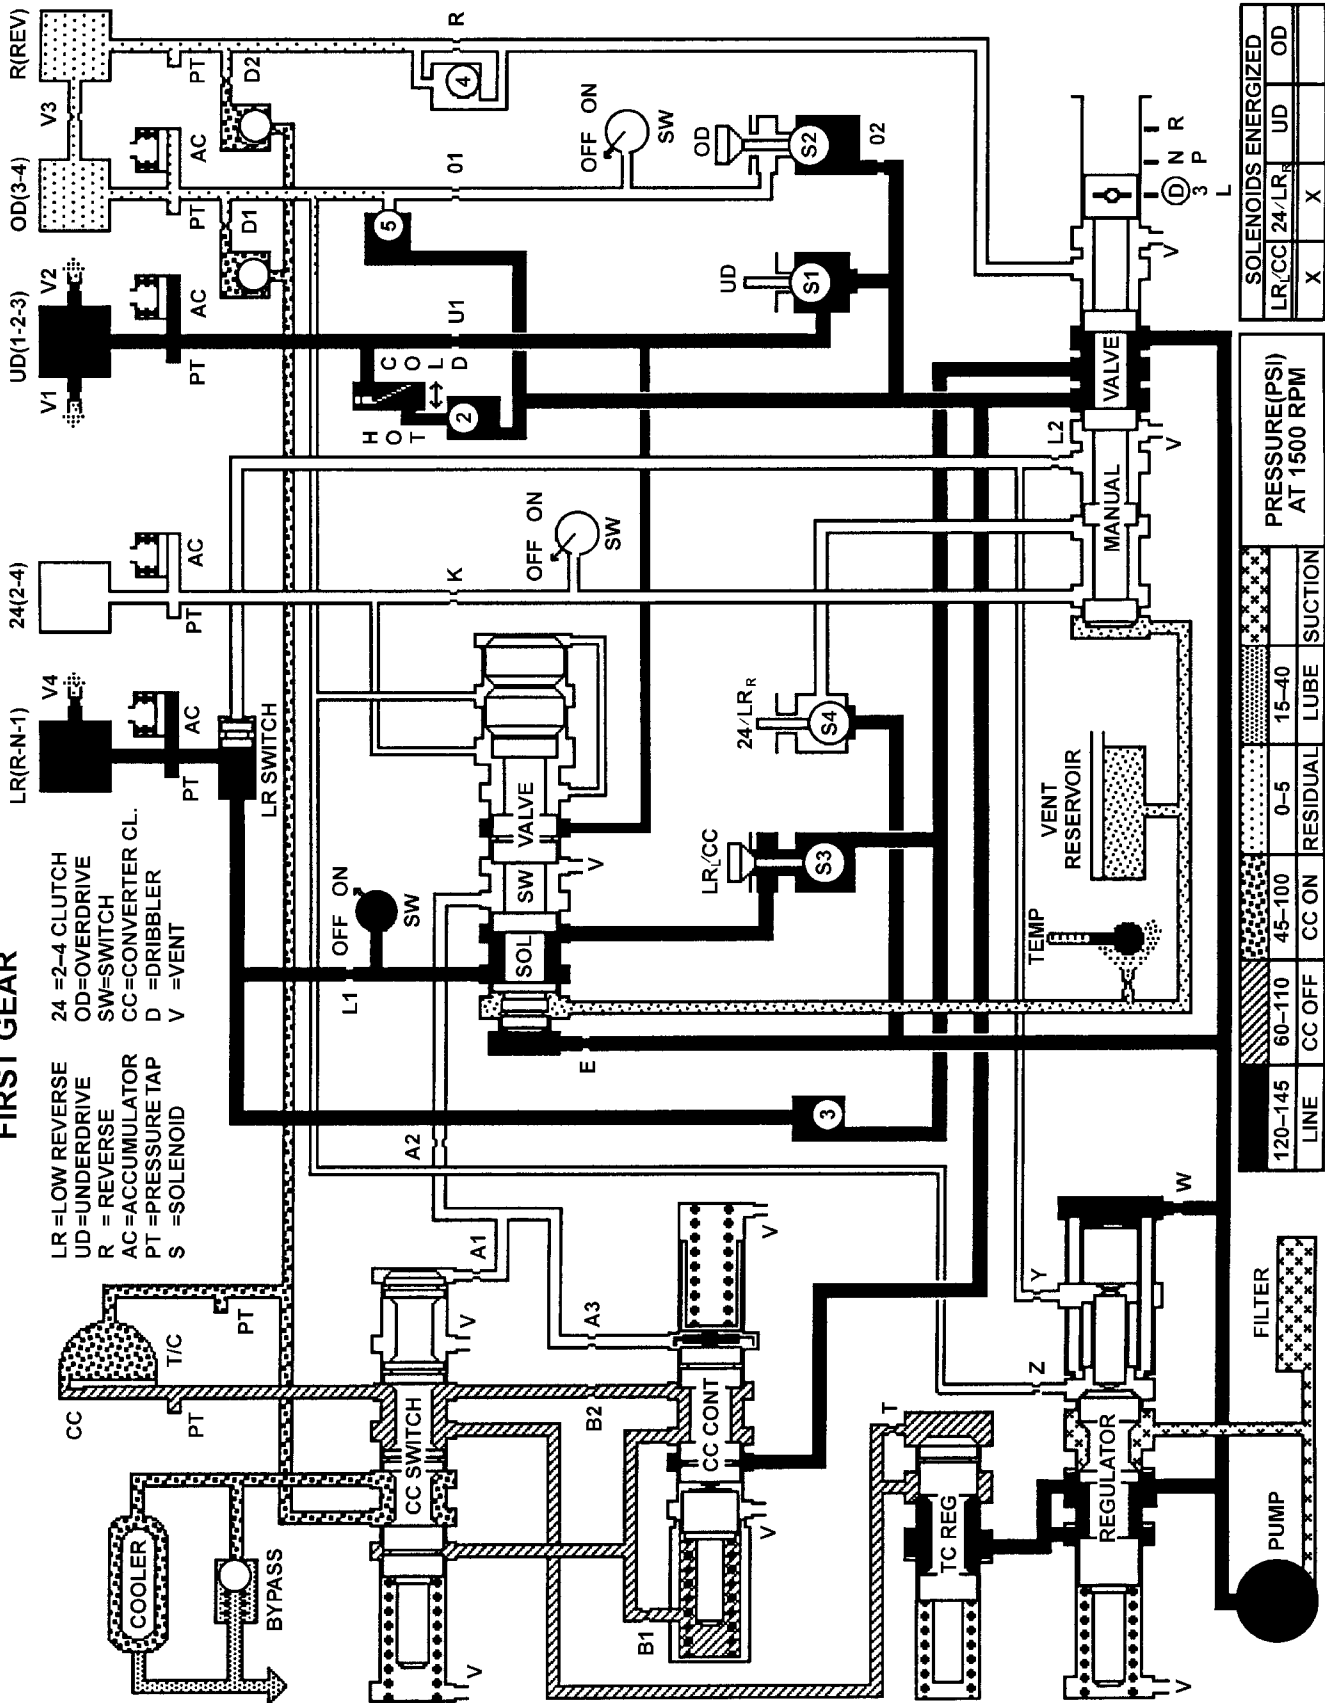 FIRST GEAR
LR =LOW REVERSE
UD=UNDERDRIVE
R = REVERSE
AC =ACCUMULATOR
PT =PRESSURE TAP
S =SOLENOID
24 =2-4 CLUTCH
OD=OVERDRIVE
SW=SWITCH
CC=CONVERTER CL.
D =DRIBBLER
V =VENT
LR(R-N-1)
24(2-4)
UD(1-2-3)
OD(3-4)
R(REV)
V4
V1
V2
V3
PT
AC
PT
AC
PT
AC
PT
AC
PT
D1
D2
LR SWITCH
CC
T/C
PT
PT
COOLER
BYPASS
A1
A2
A3
L1
OFF
ON
SW
K
OFF
ON
SW
HOT
COLD
2
U1
5
O1
4
R
OFF
ON
SW
CC SWITCH
V
V
B2
B1
CC CONT
V
V
E
SOL
SW
VALVE
V
3
LR/CC
S3
24/LRR
S4
UD
S1
OD
S2
02
T
TC REG
Z
Y
W
REGULATOR
V
PUMP
FILTER
TEMP
VENT
RESERVOIR
MANUAL
VALVE
L2
V
V
D
N
R
3
P
L
120–145
60–110
45–100
0–5
15–40
LINE
CC OFF
CC ON
RESIDUAL
LUBE
SUCTION
PRESSURE(PSI)
AT 1500 RPM
SOLENOIDS ENERGIZED
LRL/CC
24/LRR
UD
OD
X
X